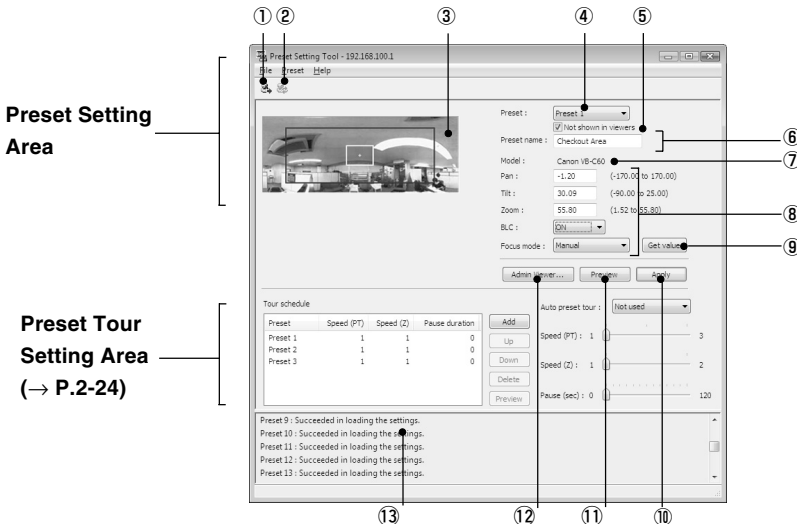 ① ② ③ ④ ⑤
Preset Setting Tool - 192.168.100.1
File Preset Help
Preset Setting
Area
Preset : Preset 1
Not shown in viewers
Preset name : Checkout Area ⑥
Model : Canon VB-C60 ⑦
Pan : -1.20 (-170.00 to 170.00)
Tilt : 30.09 (-90.00 to 25.00)
Zoom : 55.80 (1.52 to 55.80) ⑧
BLC : ON
Focus mode : Manual Get value ⑨
Admin Viewer... Preview Apply
Preset Tour
Setting Area
(→ P.2-24)
Tour schedule
Preset Speed (PT) Speed (Z) Pause duration
Preset 1 1 1 0
Preset 2 1 1 0
Preset 3 1 1 0
Add
Up
Down
Delete
Preview
Auto preset tour : Not used
Speed (PT) : 1 3
Speed (Z) : 1 2
Pause (sec) : 0 120
Preset 9 : Succeeded in loading the settings.
Preset 10 : Succeeded in loading the settings.
Preset 11 : Succeeded in loading the settings.
Preset 12 : Succeeded in loading the settings.
Preset 13 : Succeeded in loading the settings.
⑬ ⑫ ⑪ ⑩